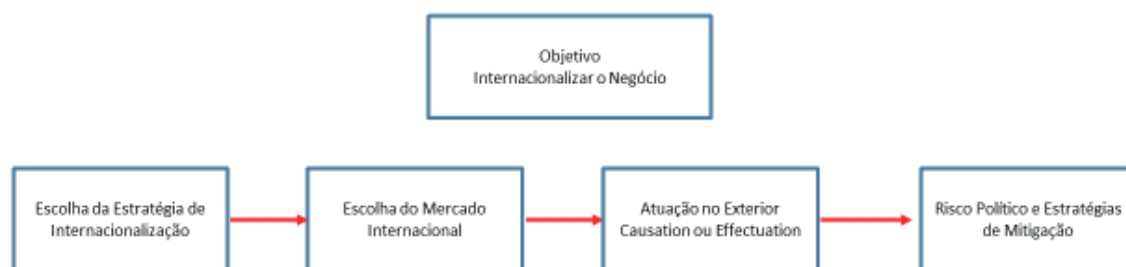 Objetivo
Internacionalizar o Negócio
Escolha da Estratégia de
Internacionalização
Escolha do Mercado
Internacional
Atuação no Exterior
Causation ou Effectuation
Risco Político e Estratégias
de Mitigação